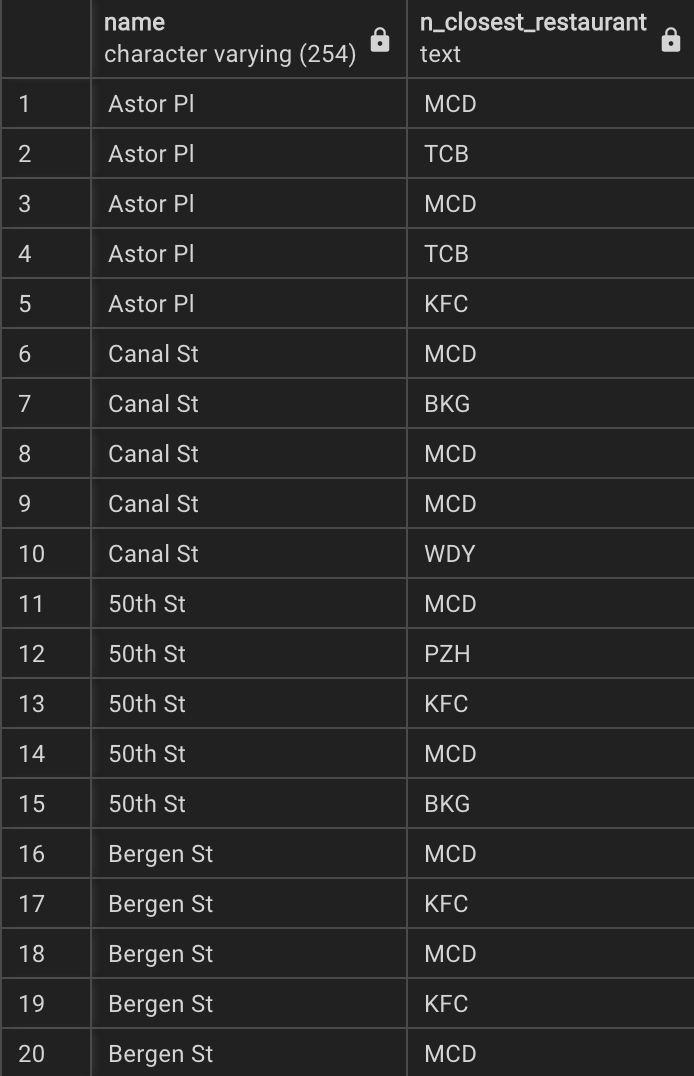 name n_closest_restaurant
character varying (254) text
1 Astor Pl MCD
2 Astor Pl TCB
3 Astor Pl MCD
4 Astor Pl TCB
5 Astor Pl KFC
6 Canal St MCD
7 Canal St BKG
8 Canal St MCD
9 Canal St MCD
10 Canal St WDY
11 50th St MCD
12 50th St PZH
13 50th St KFC
14 50th St MCD
15 50th St BKG
16 Bergen St MCD
17 Bergen St KFC
18 Bergen St MCD
19 Bergen St KFC
20 Bergen St MCD